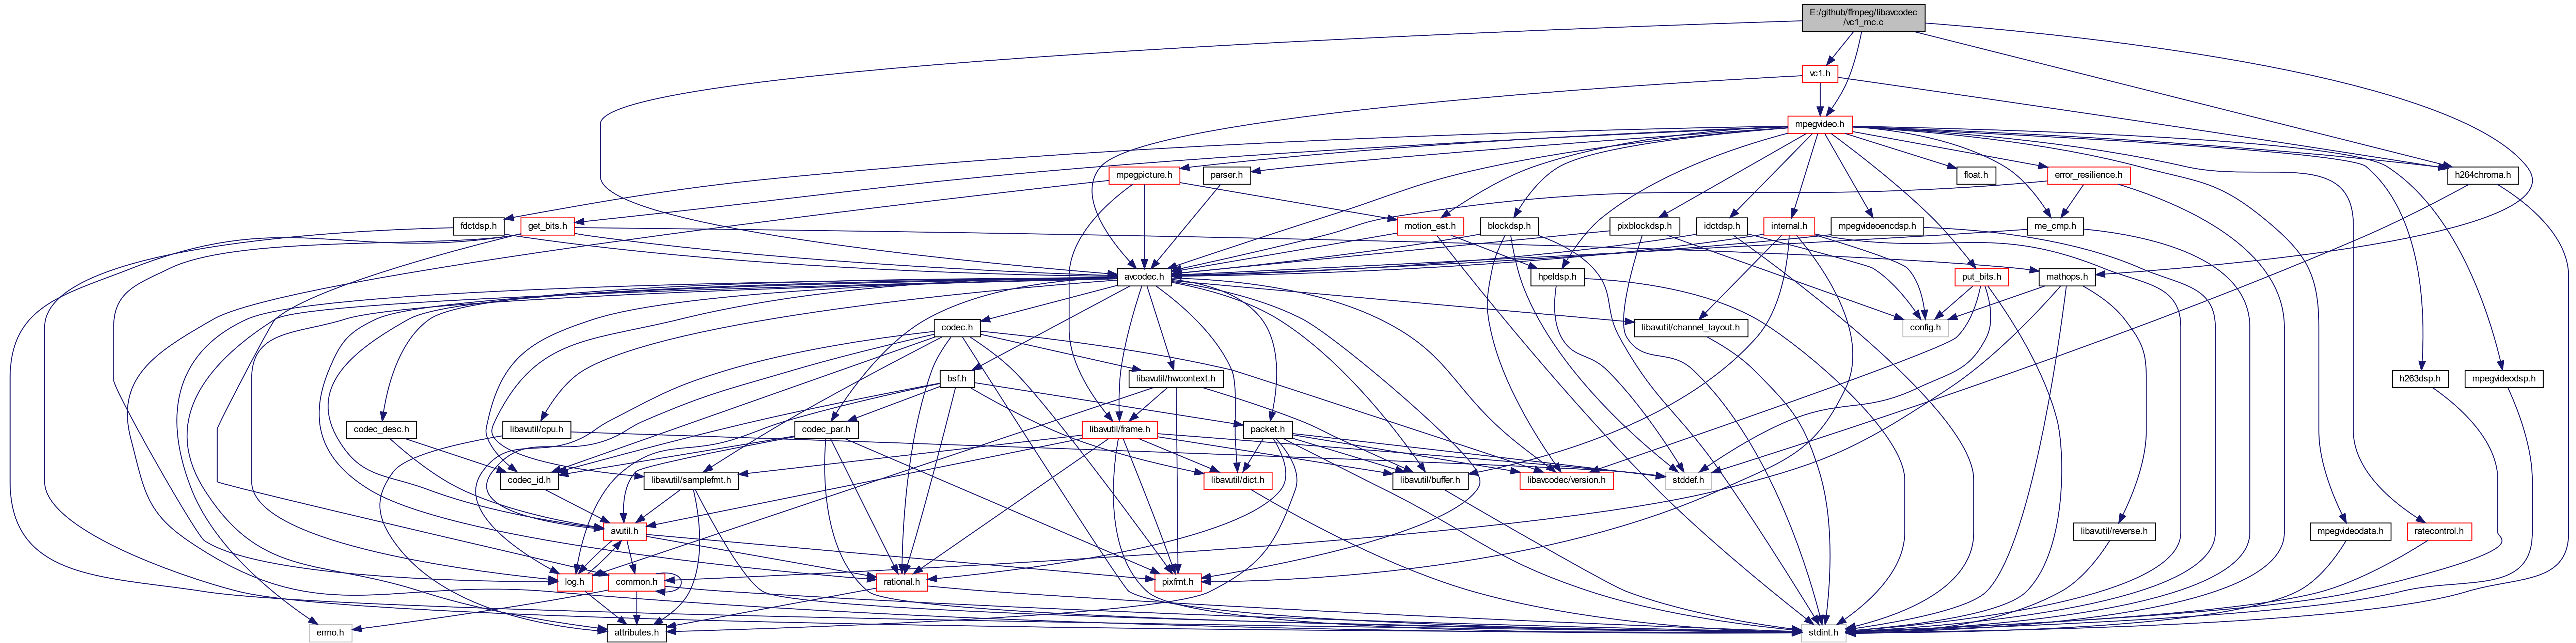 E:/github/ffmpeg/libavcodec
/vc1_mc.c
vc1.h
mpegvideo.h
mpegpicture.h
parser.h
float.h
error_resilience.h
h264chroma.h
fdctdsp.h
get_bits.h
motion_est.h
blockdsp.h
pixblockdsp.h
idctdsp.h
internal.h
mpegvideoencdsp.h
me_cmp.h
avcodec.h
hpeldsp.h
put_bits.h
mathops.h
codec.h
libavutil/channel_layout.h
config.h
bsf.h
libavutil/hwcontext.h
h263dsp.h
mpegvideodsp.h
codec_desc.h
libavutil/cpu.h
codec_par.h
libavutil/frame.h
packet.h
codec_id.h
libavutil/samplefmt.h
libavutil/dict.h
libavutil/buffer.h
libavcodec/version.h
stddef.h
avutil.h
libavutil/reverse.h
mpegvideodata.h
ratecontrol.h
log.h
common.h
rational.h
pixfmt.h
errno.h
attributes.h
stdint.h